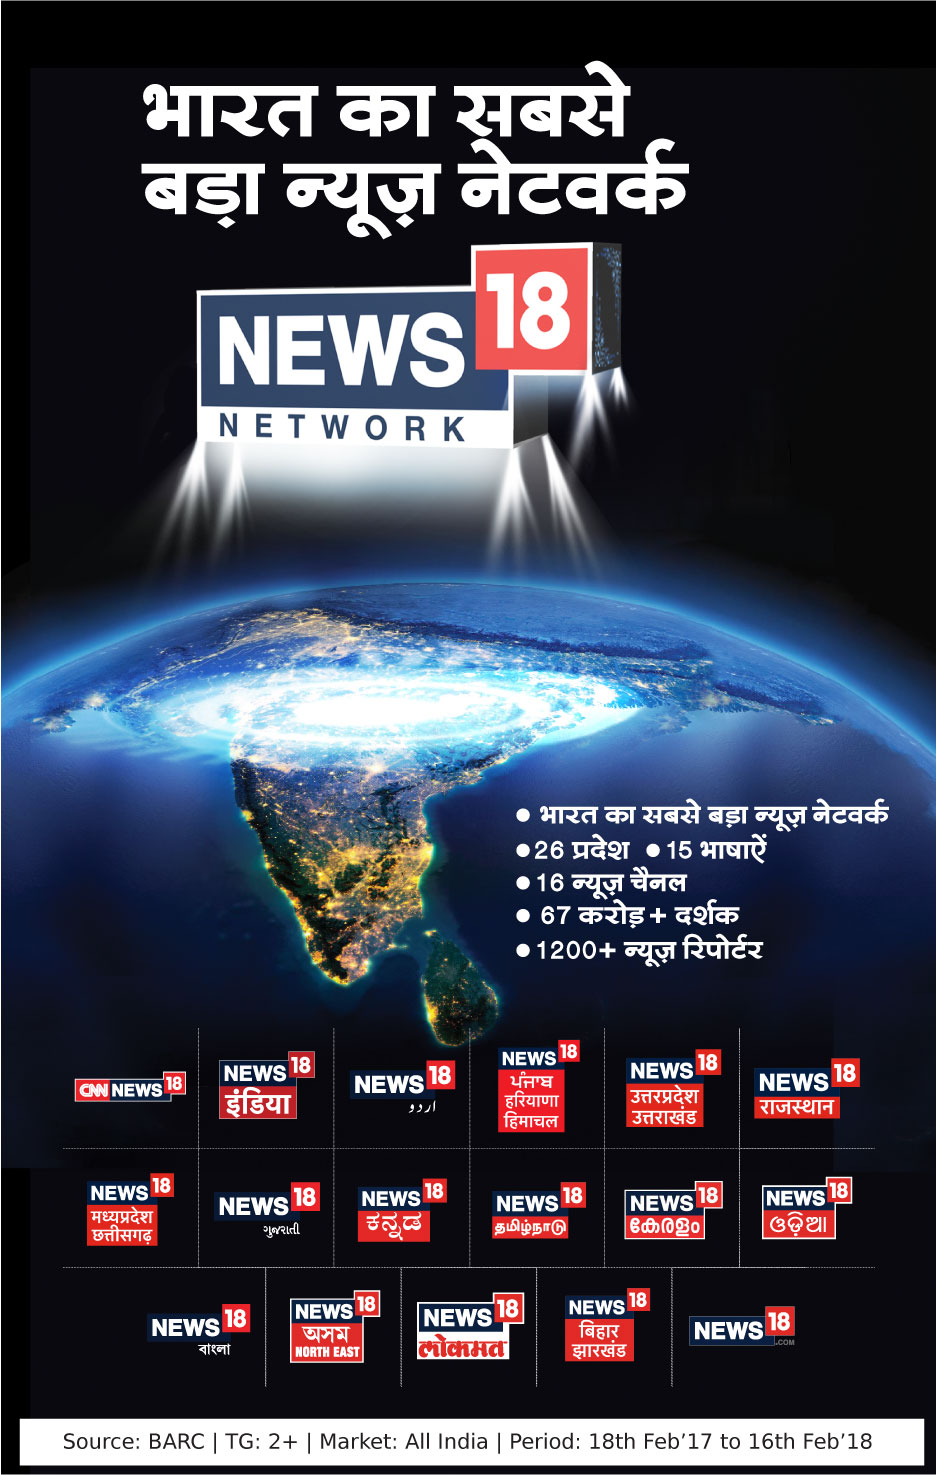 भारत का सबसे
बड़ा न्यूज़ नेटवर्क
NEWS 18
NETWORK
• भारत का सबसे बड़ा न्यूज़ नेटवर्क
• 26 प्रदेश • 15 भाषाऐं
• 16 न्यूज़ चैनल
• 67 करोड़+ दर्शक
• 1200+ न्यूज़ रिपोर्टर
CNN NEWS 18
NEWS 18
इंडिया
NEWS 18
اردو
NEWS 18
ਪੰਜਾਬ
हरियाणा
हिमाचल
NEWS 18
उत्तरप्रदेश
उत्तराखंड
NEWS 18
राजस्थान
NEWS 18
मध्यप्रदेश
छत्तीसगढ़
NEWS 18
ગુજરાતી
NEWS 18
ಕನ್ನಡ
NEWS 18
தமிழ்நாடு
NEWS 18
കേരളം
NEWS 18
ଓଡ଼ିଆ
NEWS 18
বাংলা
NEWS 18
অসম
NORTH EAST
NEWS 18
लोकमत
NEWS 18
बिहार
झारखंड
NEWS 18
.COM
Source: BARC | TG: 2+ | Market: All India | Period: 18th Feb’17 to 16th Feb’18